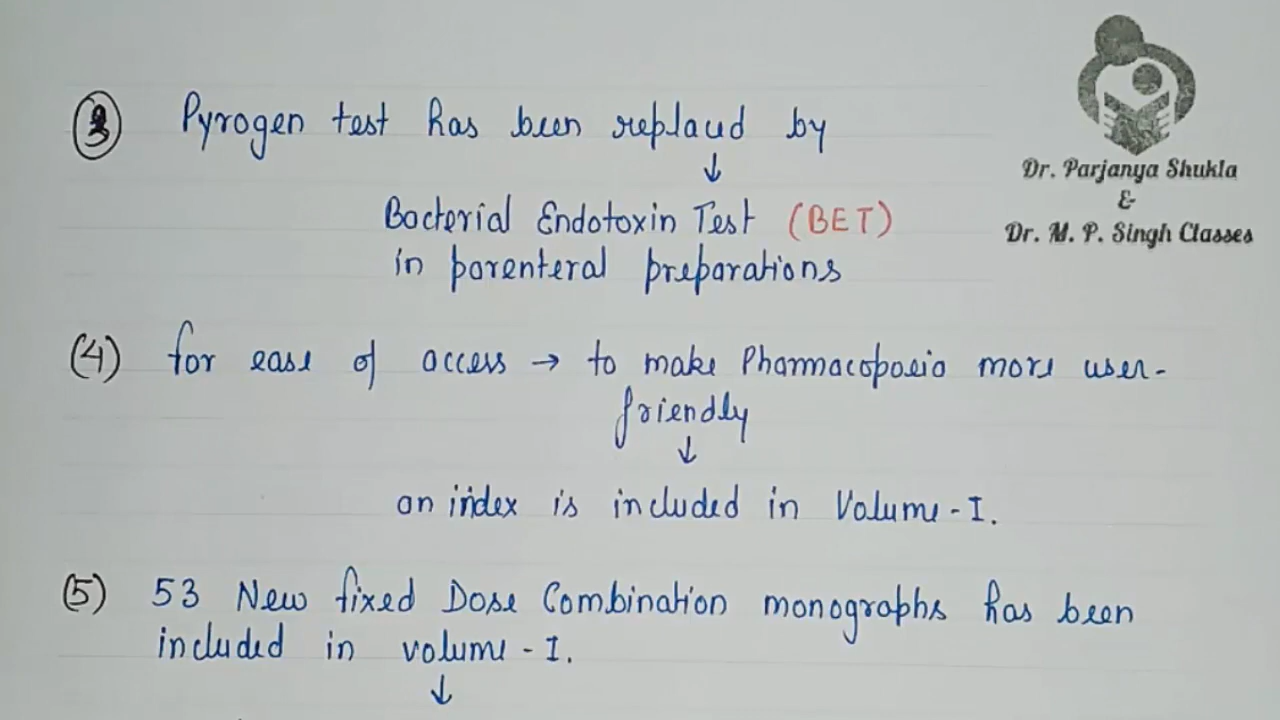 (3) Pyrogen test has been replaced by
↓
Bacterial Endotoxin Test (BET)
in parenteral preparations
(4) for ease of access → to make Pharmacopoeia more user-
friendly
↓
an index is included in Volume - I.
(5) 53 New fixed Dose Combination monographs has been
included in volume - I.
↓
Dr. Parjanya Shukla
&
Dr. M. P. Singh Classes